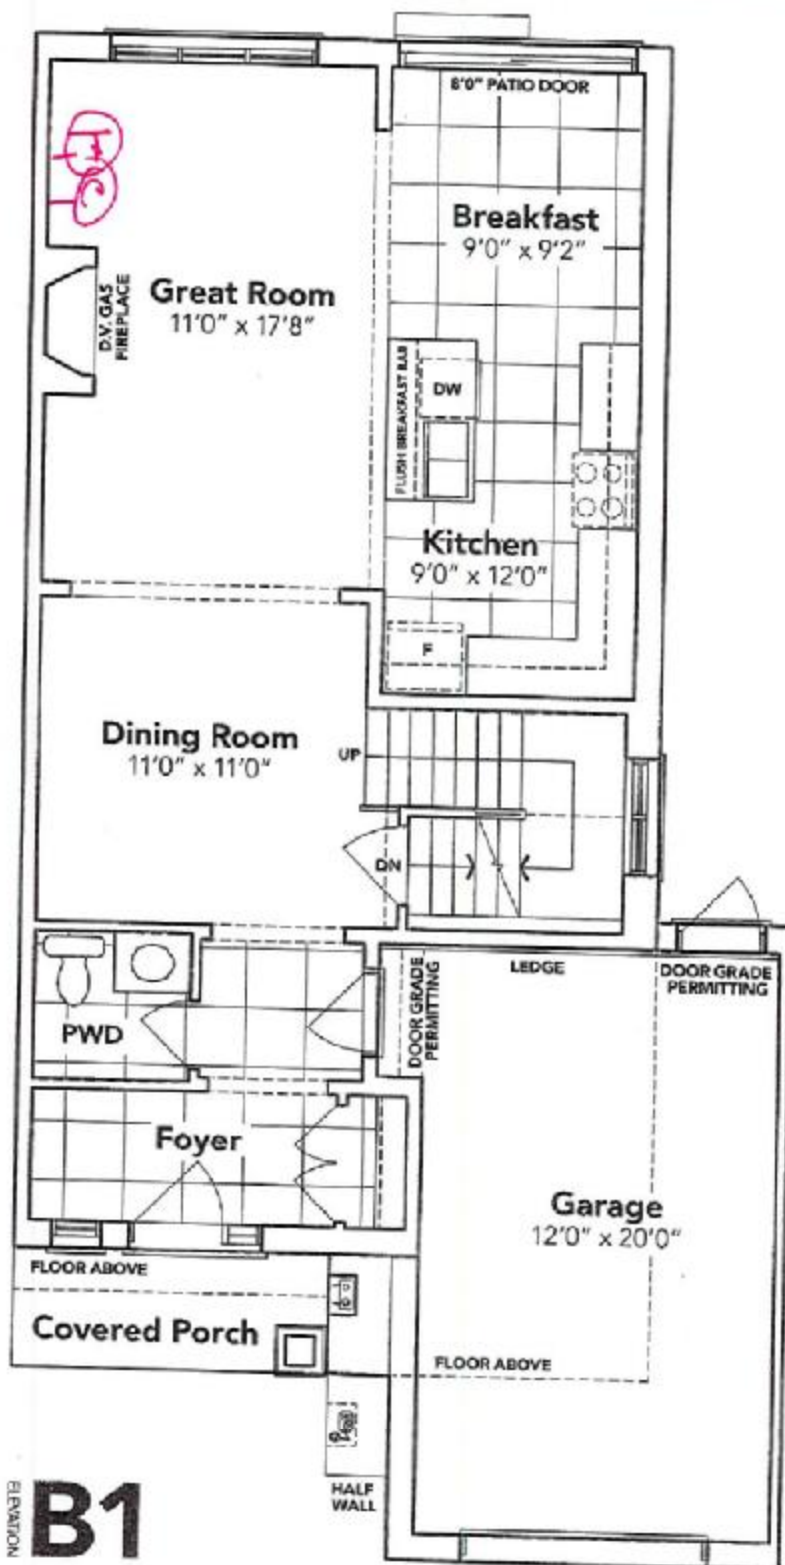 8'0" PATIO DOOR
Breakfast
9'0" x 9'2"
Great Room
11'0" x 17'8"
D.V. GAS
FIREPLACE
FLUSH BREAKFAST BAR
DW
Kitchen
9'0" x 12'0"
F
Dining Room
11'0" x 11'0"
UP
DN
LEDGE
DOOR GRADE
PERMITTING
DOOR GRADE
PERMITTING
PWD
Foyer
Garage
12'0" x 20'0"
FLOOR ABOVE
Covered Porch
FLOOR ABOVE
HALF
WALL
ELEVATION
B1